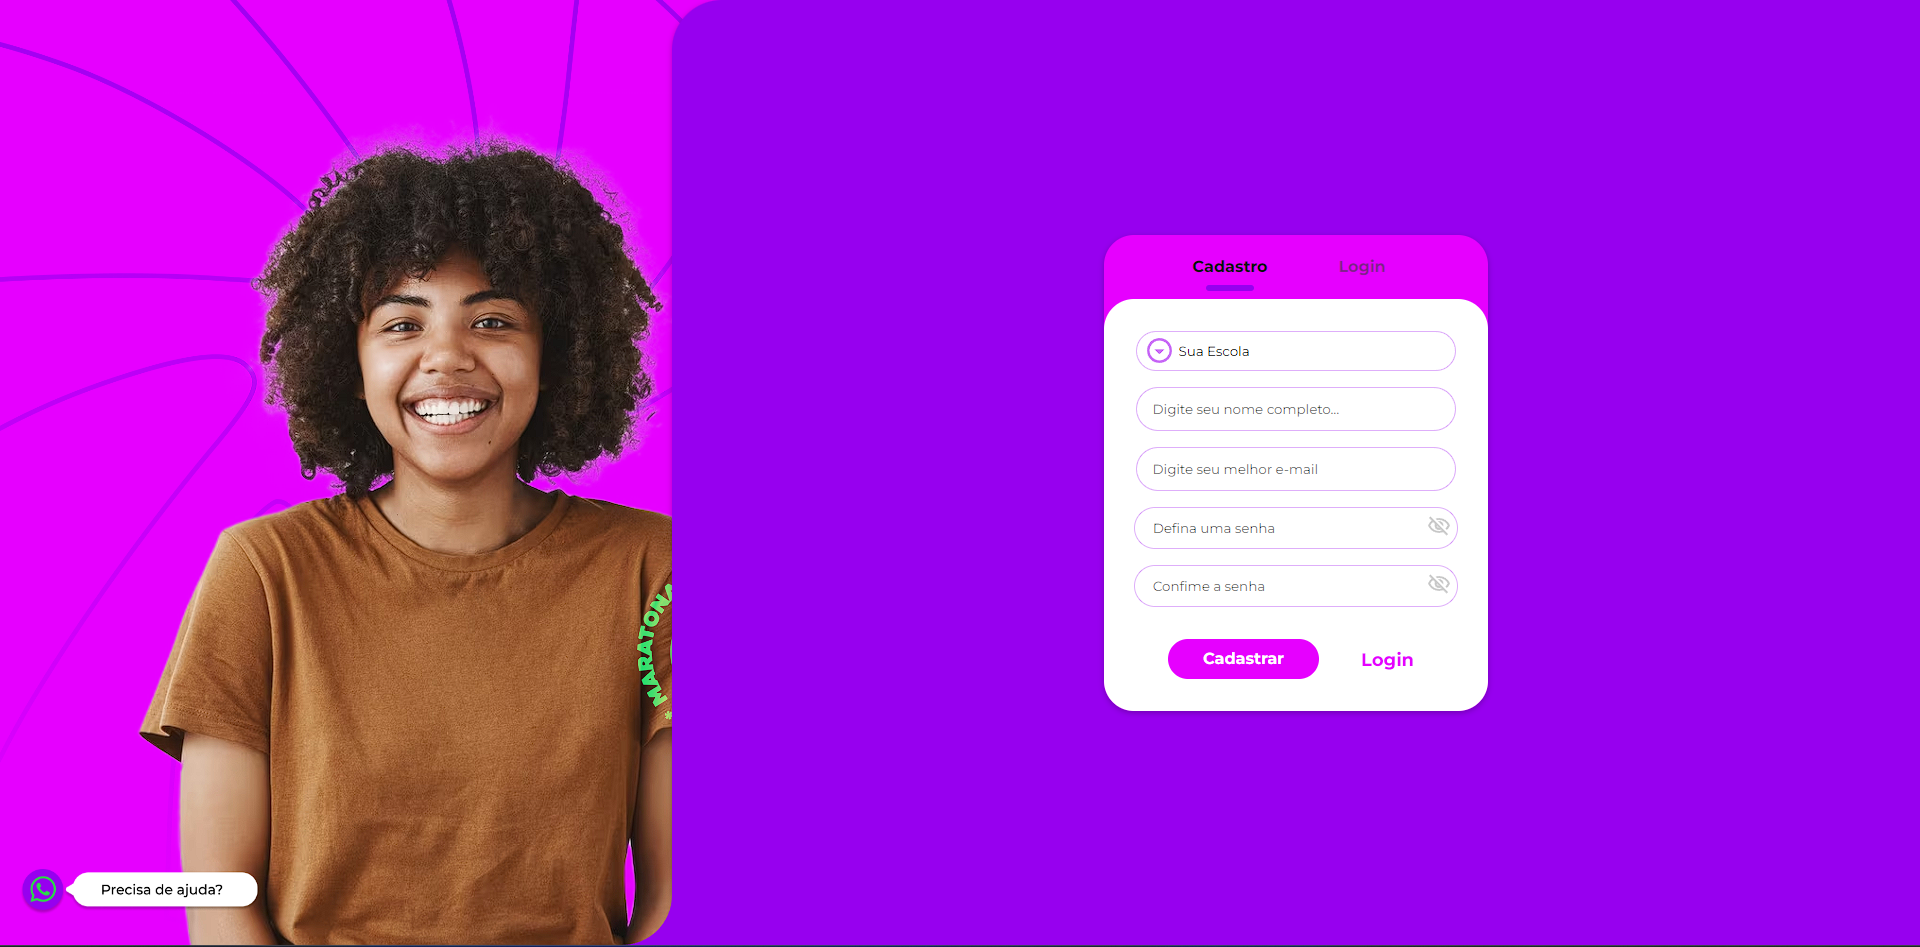 Cadastro
Login
Sua Escola
Digite seu nome completo...
Digite seu melhor e-mail
Defina uma senha
Confime a senha
Cadastrar
Login
MARATONA
Precisa de ajuda?